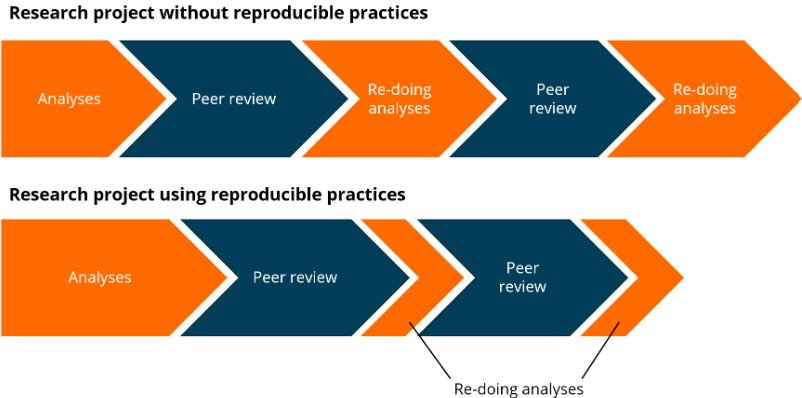 Research project without reproducible practices
Analyses
Peer review
Re-doing
analyses
Peer
review
Re-doing
analyses
Research project using reproducible practices
Analyses
Peer review
Peer
review
Re-doing analyses